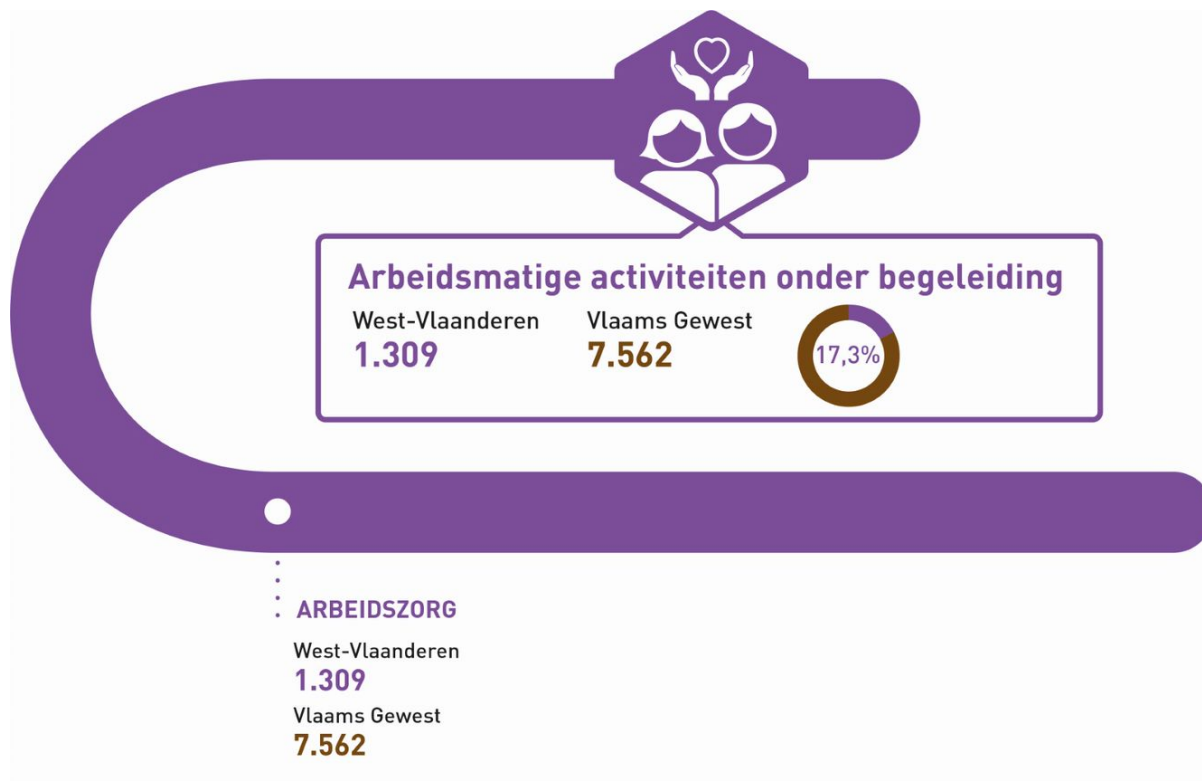 Arbeidsmatige activiteiten onder begeleiding
West-Vlaanderen
1.309
Vlaams Gewest
7.562
17,3%
ARBEIDSZORG
West-Vlaanderen
1.309
Vlaams Gewest
7.562